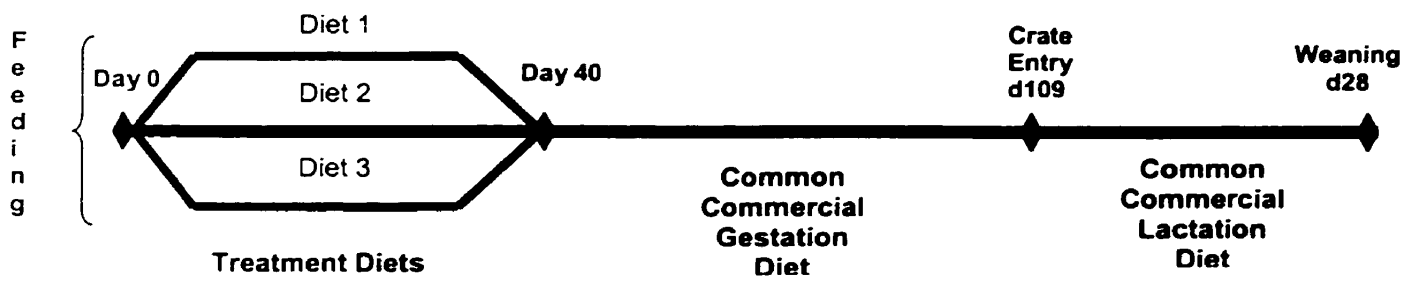 Feeding
Day 0
Diet 1
Diet 2
Diet 3
Treatment Diets
Day 40
Common
Commercial
Gestation
Diet
Crate
Entry
d109
Common
Commercial
Lactation
Diet
Weaning
d28